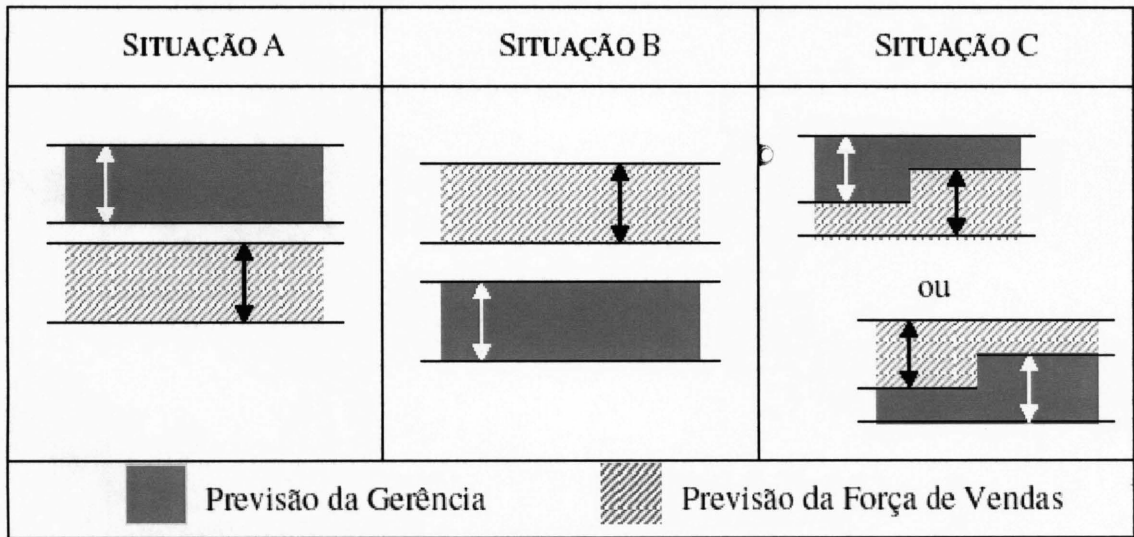 SITUAÇÃO A
SITUAÇÃO B
SITUAÇÃO C
ou
Previsão da Gerência
Previsão da Força de Vendas